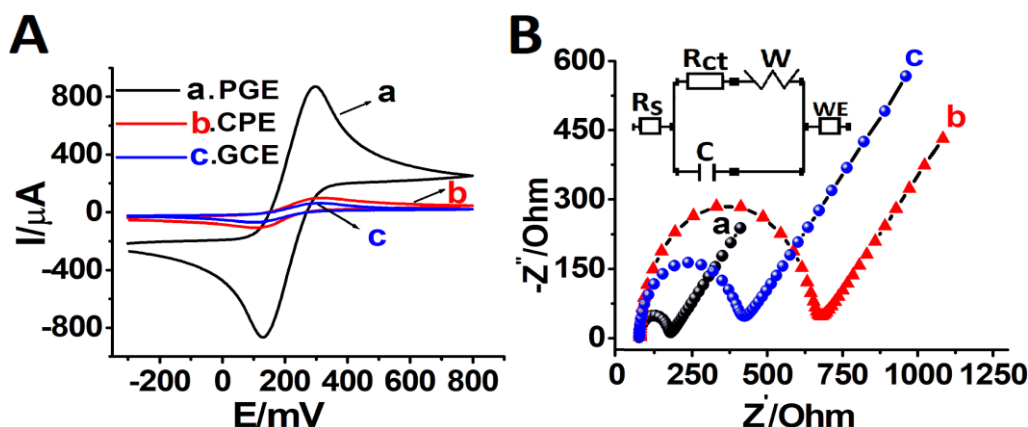 A
I/µA
800
400
0
-400
-800
a.PGE
b.CPE
c.GCE
a
b
c
-200 0 200 400 600 800
E/mV
B
-Z"/Ohm
600
450
300
150
0
Rs
Rct
W
C
WE
a
b
c
0 250 500 750 1000 1250
Z'/Ohm